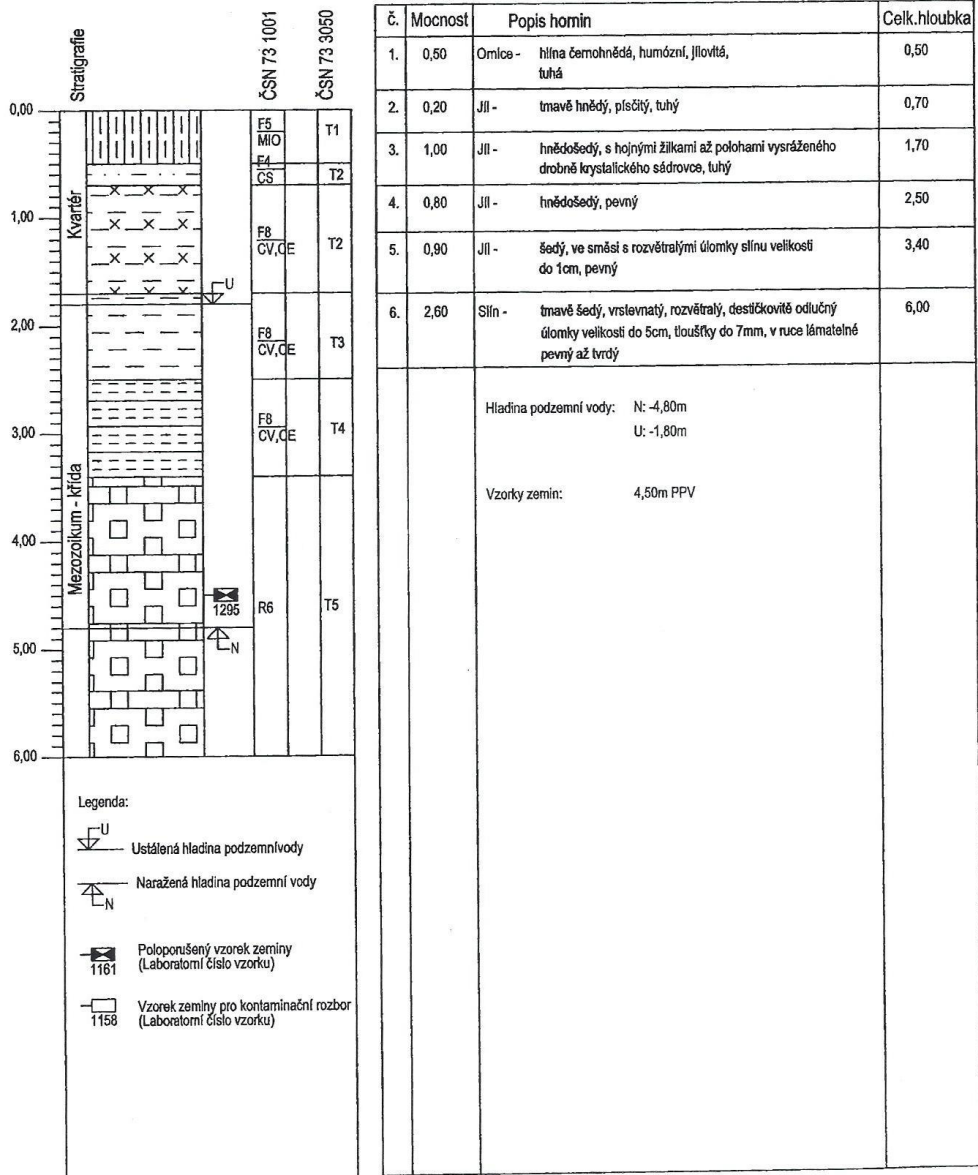 Stratigrafie
ČSN 73 1001
ČSN 73 3050
0,00
1,00
2,00
3,00
4,00
5,00
6,00
Kvartér
Mezozoikum - křída
U
1295
N
F5
MIO
F4
CS
F8
CV,CE
F8
CV,CE
F8
CV,CE
R6
T1
T2
T2
T3
T4
T5
Legenda:
U
Ustálená hladina podzemnívody
Naražená hladina podzemní vody
N
Poloporušený vzorek zeminy
1161 (Laboratorní číslo vzorku)
Vzorek zeminy pro kontaminační rozbor
1158 (Laboratorní číslo vzorku)
č. Mocnost Popis hornin Celk.hloubka
1. 0,50 Ornice - hlína černohnědá, humózní, jílovitá, 0,50
tuhá
2. 0,20 Jíl - tmavě hnědý, písčitý, tuhý 0,70
3. 1,00 Jíl - hnědošedý, s hojnými žilkami až polohami vysráženého 1,70
drobně krystalického sádrovce, tuhý
4. 0,80 Jíl - hnědošedý, pevný 2,50
5. 0,90 Jíl - šedý, ve směsi s rozvětralými úlomky slínu velikosti 3,40
do 1cm, pevný
6. 2,60 Slín - tmavě šedý, vrstevnatý, rozvětralý, destičkovitě odlučný 6,00
úlomky velikosti do 5cm, tloušťky do 7mm, v ruce lámatelné
pevný až tvrdý
Hladina podzemní vody: N: -4,80m
U: -1,80m
Vzorky zemin: 4,50m PPV